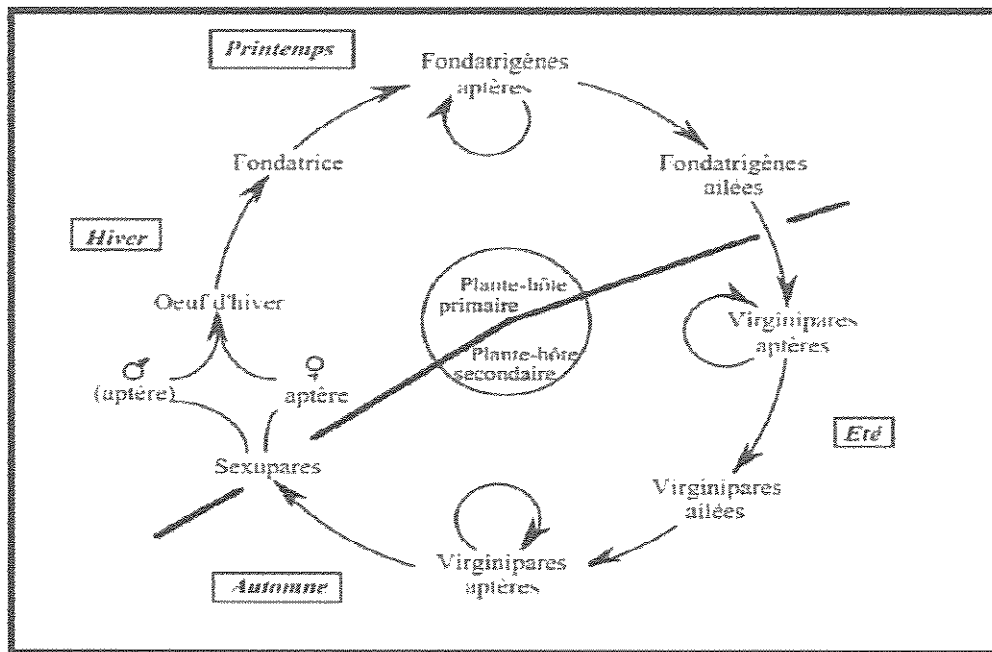 Printemps
Fondatrigènes
aptères
Fondatrice
Fondatrigènes
ailées
Hiver
Plante-hôte
primaire
Oeuf d'hiver
Virginipares
aptères
Plante-hôte
secondaire
♂
(aptère)
♀
aptère
Eté
Sexupares
Virginipares
ailées
Virginipares
aptères
Automne